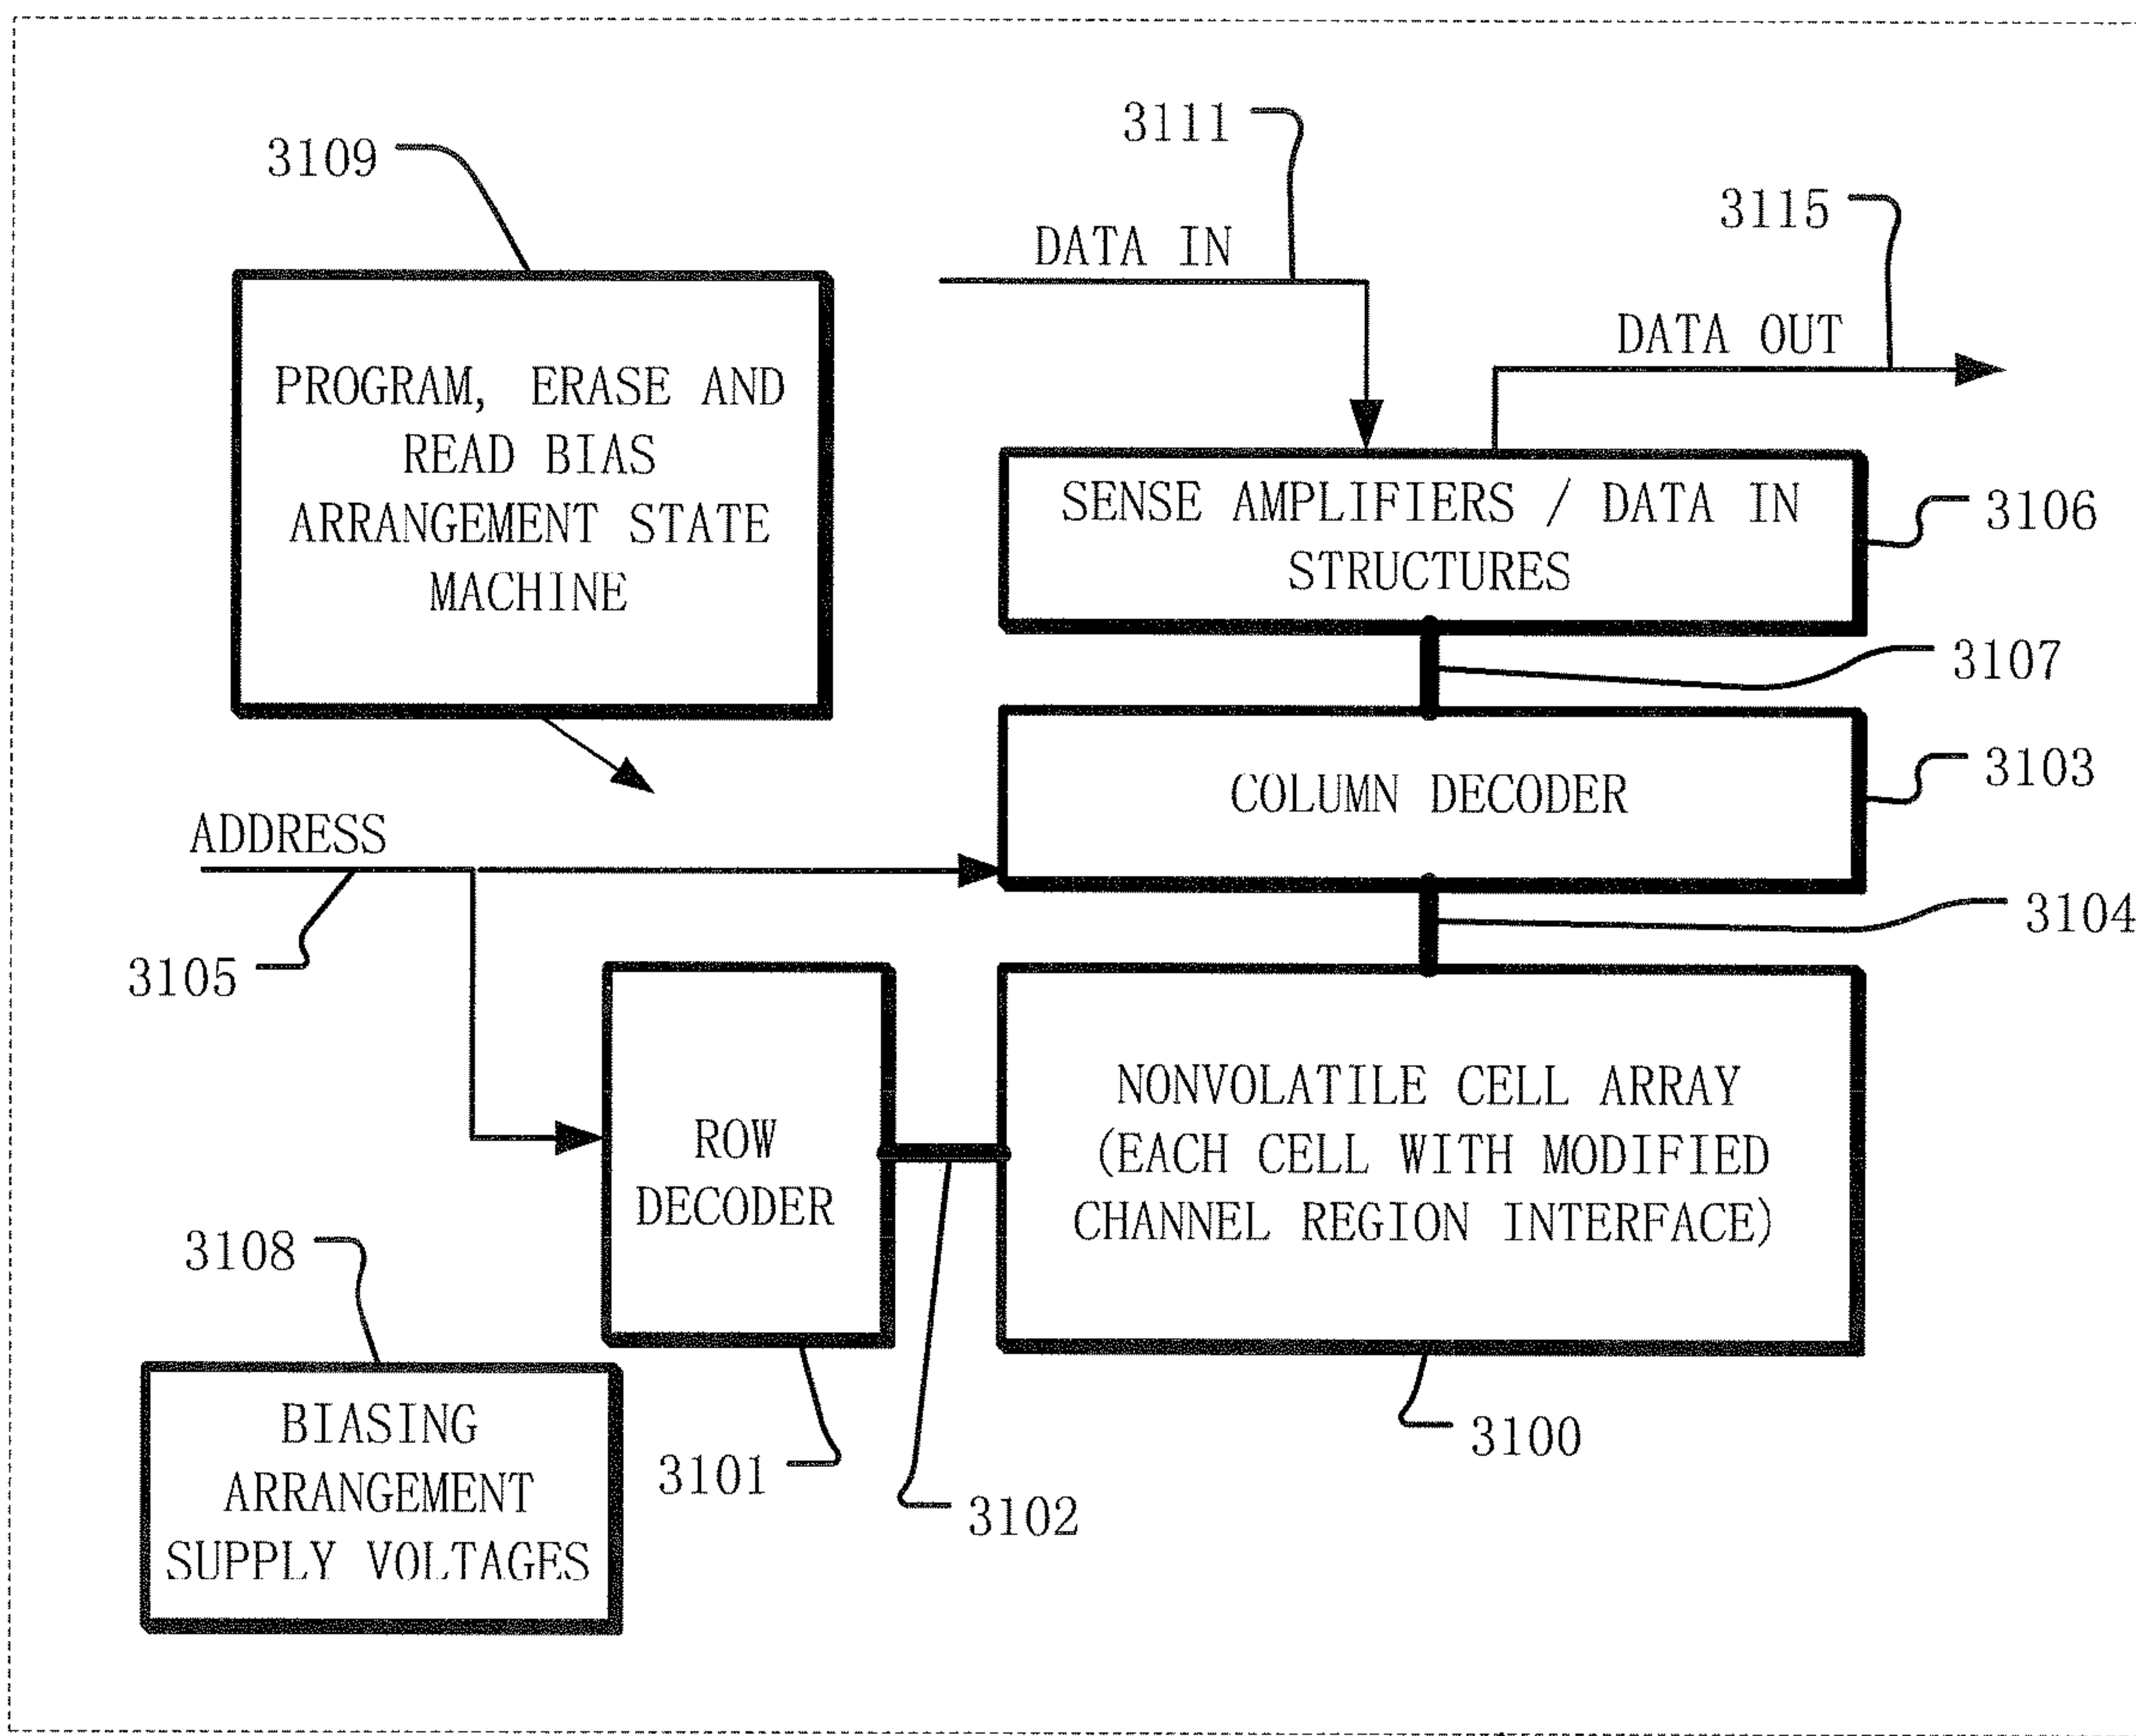 3111
3109
3115
DATA IN
DATA OUT
PROGRAM, ERASE AND
READ BIAS
ARRANGEMENT STATE
MACHINE
SENSE AMPLIFIERS / DATA IN
STRUCTURES
3106
3107
COLUMN DECODER
3103
ADDRESS
3104
3105
NONVOLATILE CELL ARRAY
(EACH CELL WITH MODIFIED
CHANNEL REGION INTERFACE)
ROW
DECODER
3108
3100
3101
3102
BIASING
ARRANGEMENT
SUPPLY VOLTAGES